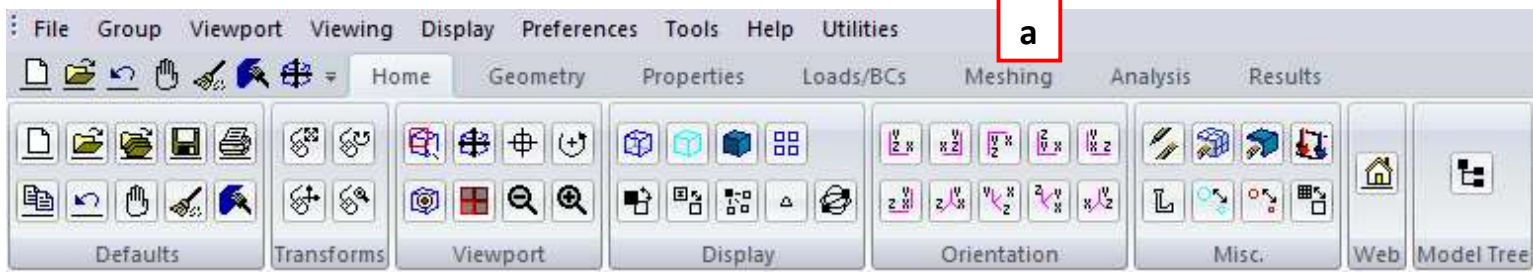 File Group Viewport Viewing Display Preferences Tools Help Utilities
a
Home Geometry Properties Loads/BCs Meshing Analysis Results
Defaults Transforms Viewport Display Orientation Misc. Web Model Tree